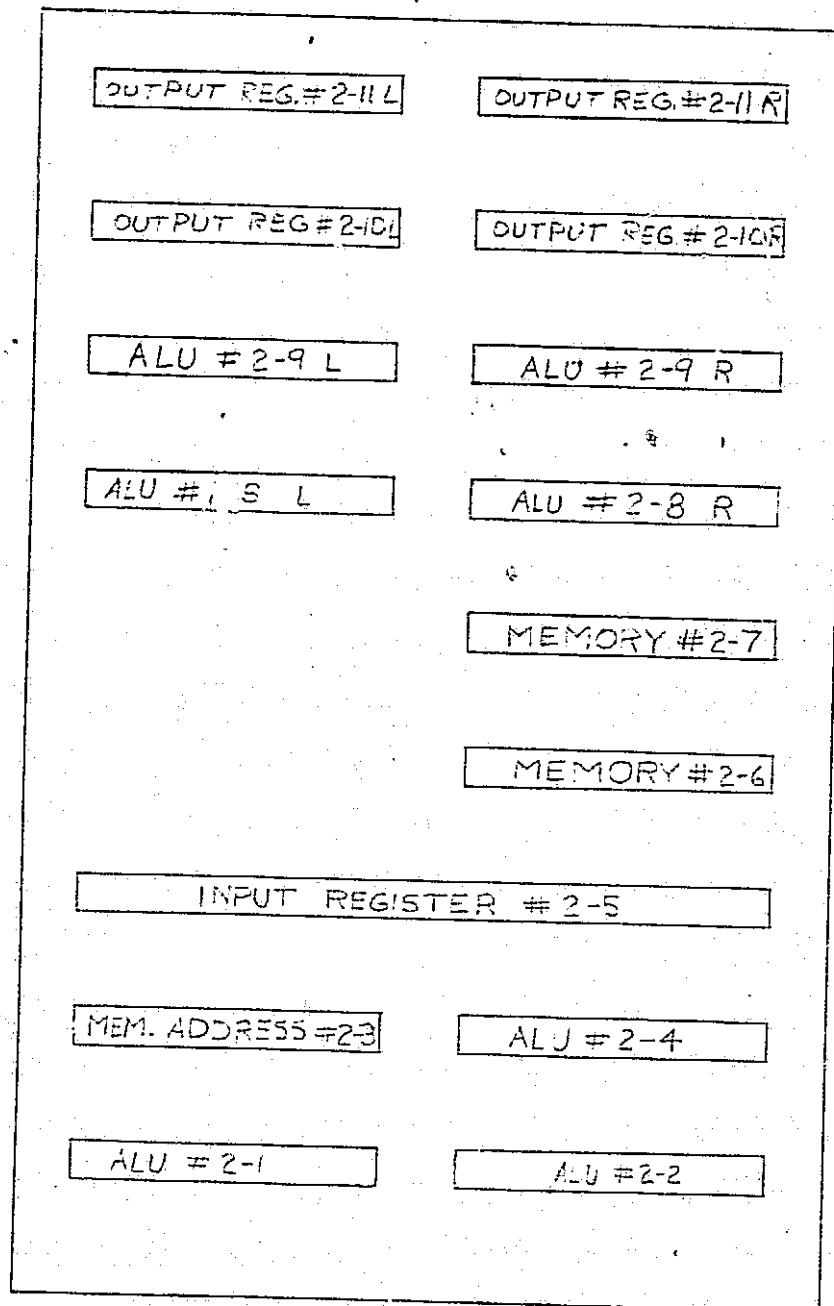 OUTPUT REG.# 2-11 L
OUTPUT REG.# 2-11 R
OUTPUT REG # 2-10L
OUTPUT REG.# 2-10R
ALU # 2-9 L
ALU # 2-9 R
ALU # L
ALU # 2-8 R
MEMORY #2-7
MEMORY #2-6
INPUT REGISTER # 2-5
MEM. ADDRESS #2-3
ALU # 2-4
ALU # 2-1
ALU #2-2